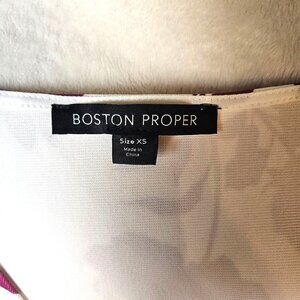 BOSTON PROPER
Size XS
Made in
China